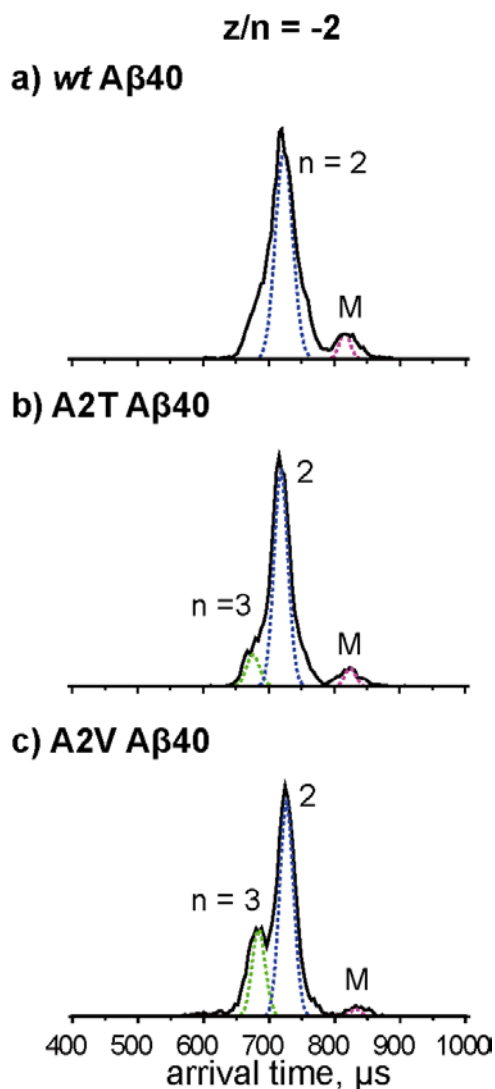 z/n = -2
a) wt Aβ40
n = 2
M
b) A2T Aβ40
2
n =3
M
c) A2V Aβ40
2
n = 3
M
400 500 600 700 800 900 1000
arrival time, µs